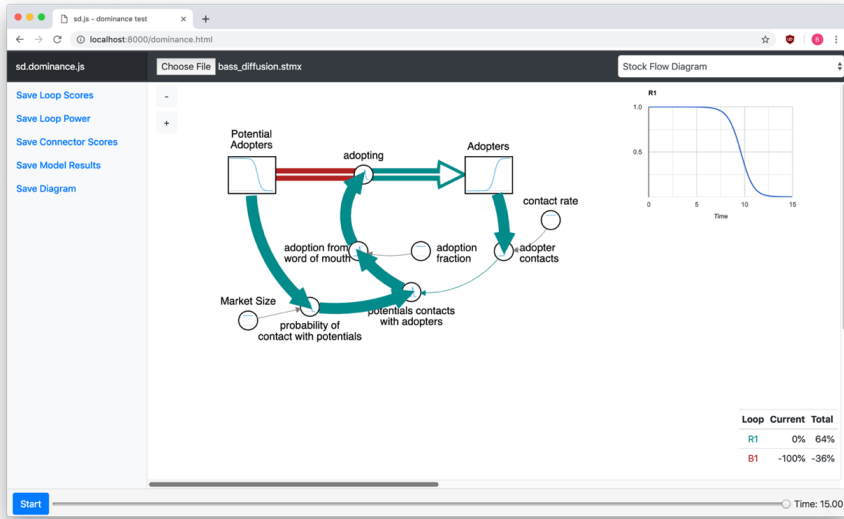 sd.js - dominance test
localhost:8000/dominance.html
sd.dominance.js
Choose File bass_diffusion.stmx
Stock Flow Diagram
Save Loop Scores
Save Loop Power
Save Connector Scores
Save Model Results
Save Diagram
-
+
Potential
Adopters
adopting
Adopters
contact rate
adoption from
word of mouth
adoption
fraction
adopter
contacts
Market Size
probability of
contact with potentials
potentials contacts
with adopters
R1
1.0
0.5
0 5 10 15
Time
Loop Current Total
R1 0% 64%
B1 -100% -36%
Start
Time: 15.00